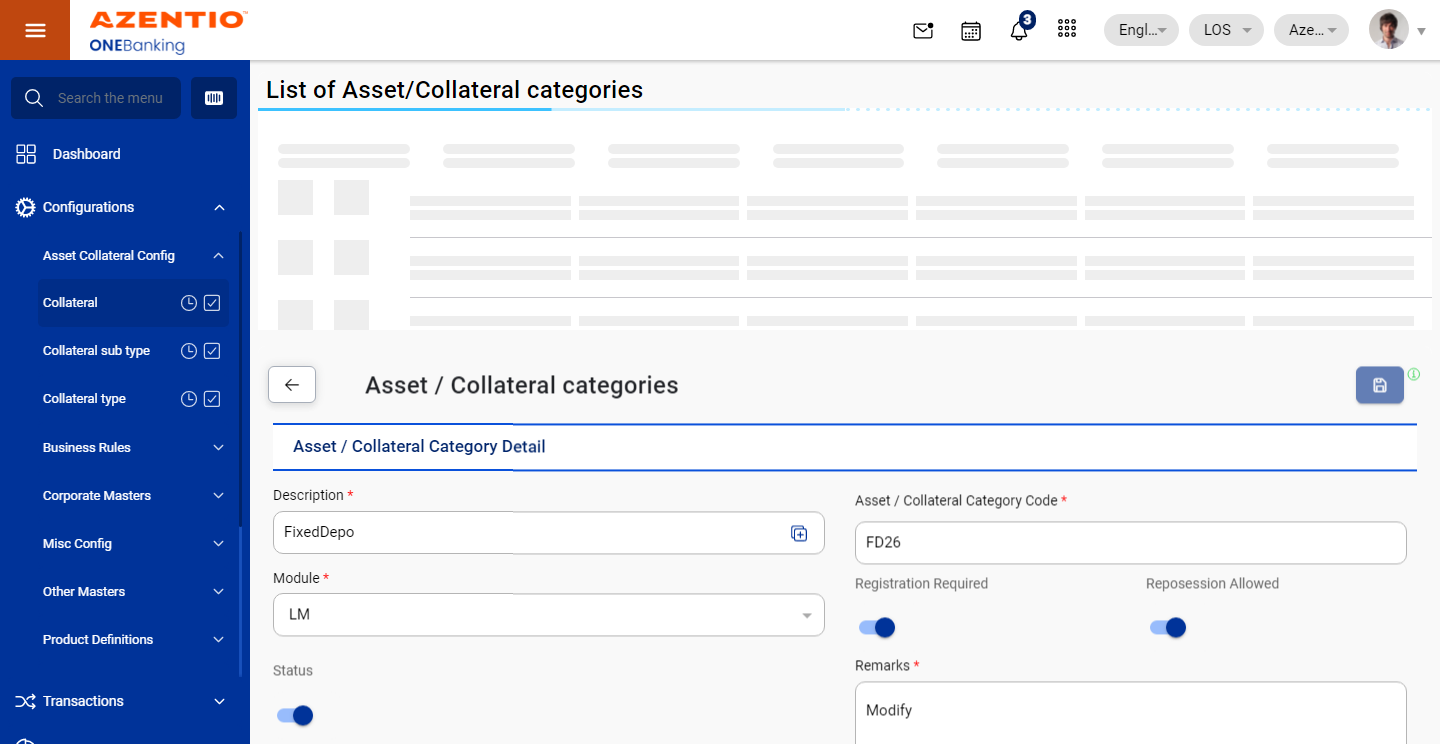 AZENTIO™
ONEBanking
3
Engl...
LOS
Aze...
Search the menu
Dashboard
Configurations
Asset Collateral Config
Collateral
Collateral sub type
Collateral type
Business Rules
Corporate Masters
Misc Config
Other Masters
Product Definitions
Transactions
List of Asset/Collateral categories
Asset / Collateral categories
Asset / Collateral Category Detail
Description *
FixedDepo
Asset / Collateral Category Code *
FD26
Module *
LM
Registration Required
Reposession Allowed
Status
Remarks *
Modify